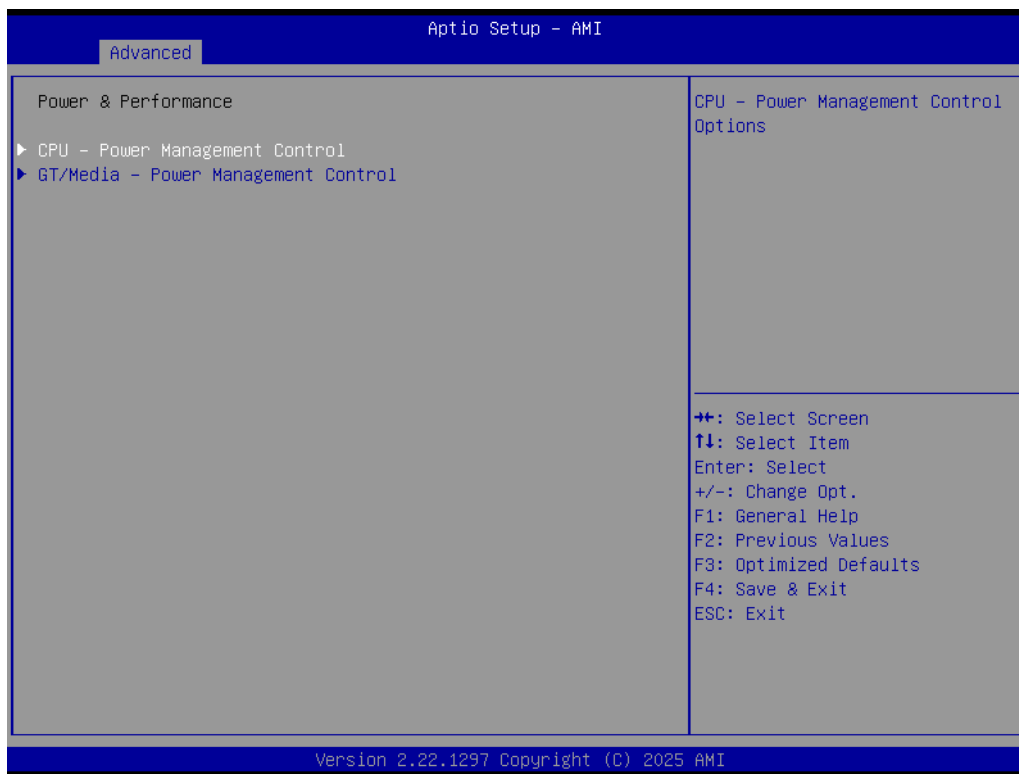 Aptio Setup – AMI
Advanced
Power & Performance
CPU – Power Management Control
GT/Media – Power Management Control
CPU – Power Management Control
Options
→←: Select Screen
↑↓: Select Item
Enter: Select
+/-: Change Opt.
F1: General Help
F2: Previous Values
F3: Optimized Defaults
F4: Save & Exit
ESC: Exit
Version 2.22.1297 Copyright (C) 2025 AMI